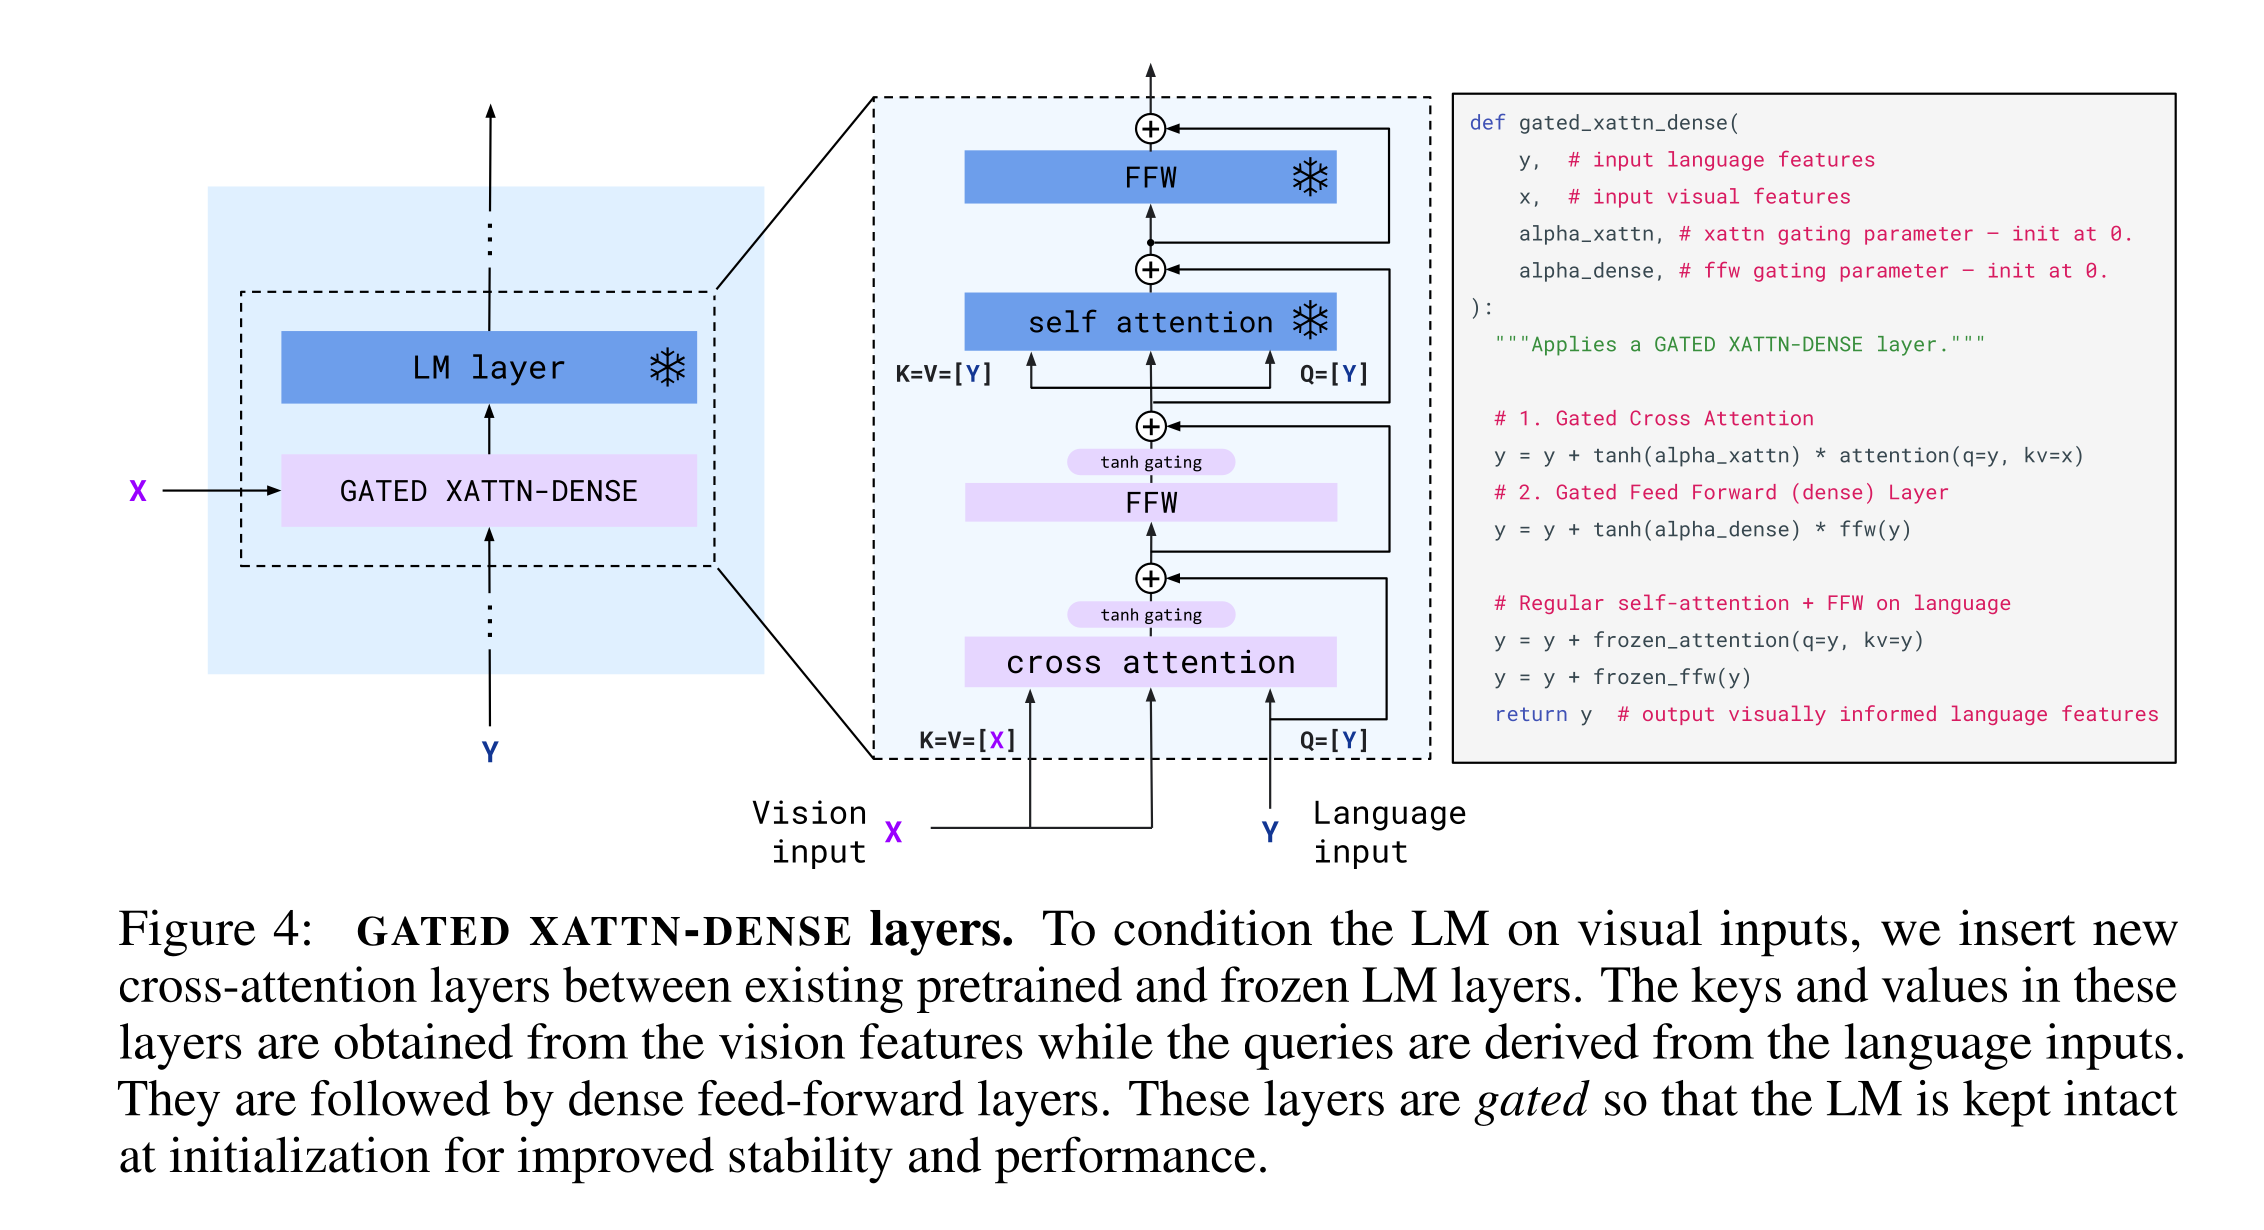 LM layer
X
GATED XATTN-DENSE
Y
FFW
self attention
K=V=[Y]
Q=[Y]
tanh gating
FFW
tanh gating
cross attention
K=V=[X]
Q=[Y]
Vision
input
X
Y
Language
input
def gated_xattn_dense(
y, # input language features
x, # input visual features
alpha_xattn, # xattn gating parameter – init at 0.
alpha_dense, # ffw gating parameter – init at 0.
):
"""Applies a GATED XATTN-DENSE layer."""
# 1. Gated Cross Attention
y = y + tanh(alpha_xattn) * attention(q=y, kv=x)
# 2. Gated Feed Forward (dense) Layer
y = y + tanh(alpha_dense) * ffw(y)
# Regular self-attention + FFW on language
y = y + frozen_attention(q=y, kv=y)
y = y + frozen_ffw(y)
return y # output visually informed language features
Figure 4: GATED XATTN-DENSE layers. To condition the LM on visual inputs, we insert new
cross-attention layers between existing pretrained and frozen LM layers. The keys and values in these
layers are obtained from the vision features while the queries are derived from the language inputs.
They are followed by dense feed-forward layers. These layers are gated so that the LM is kept intact
at initialization for improved stability and performance.